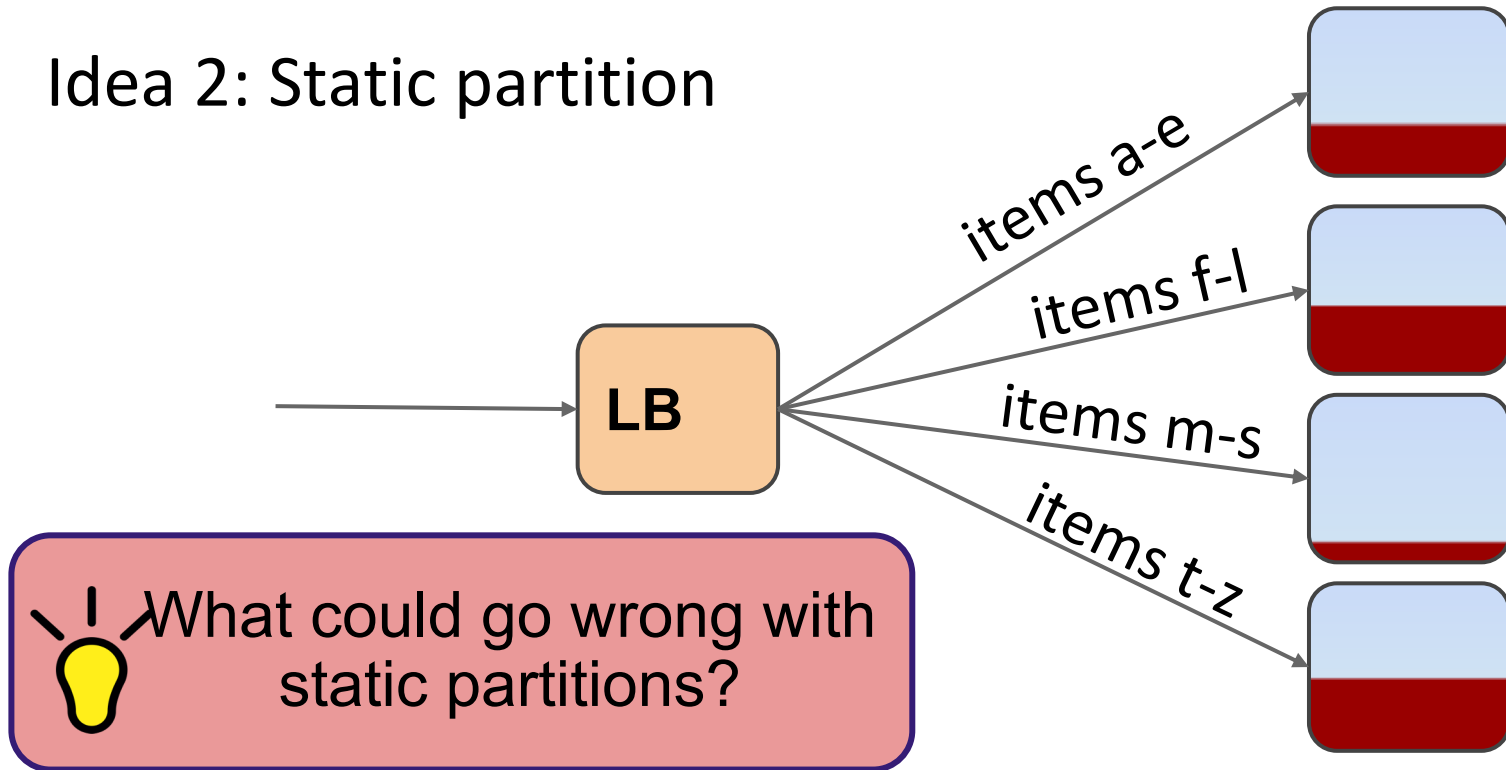 Idea 2: Static partition
items a-e
items f-l
items m-s
items t-z
LB
What could go wrong with
static partitions?